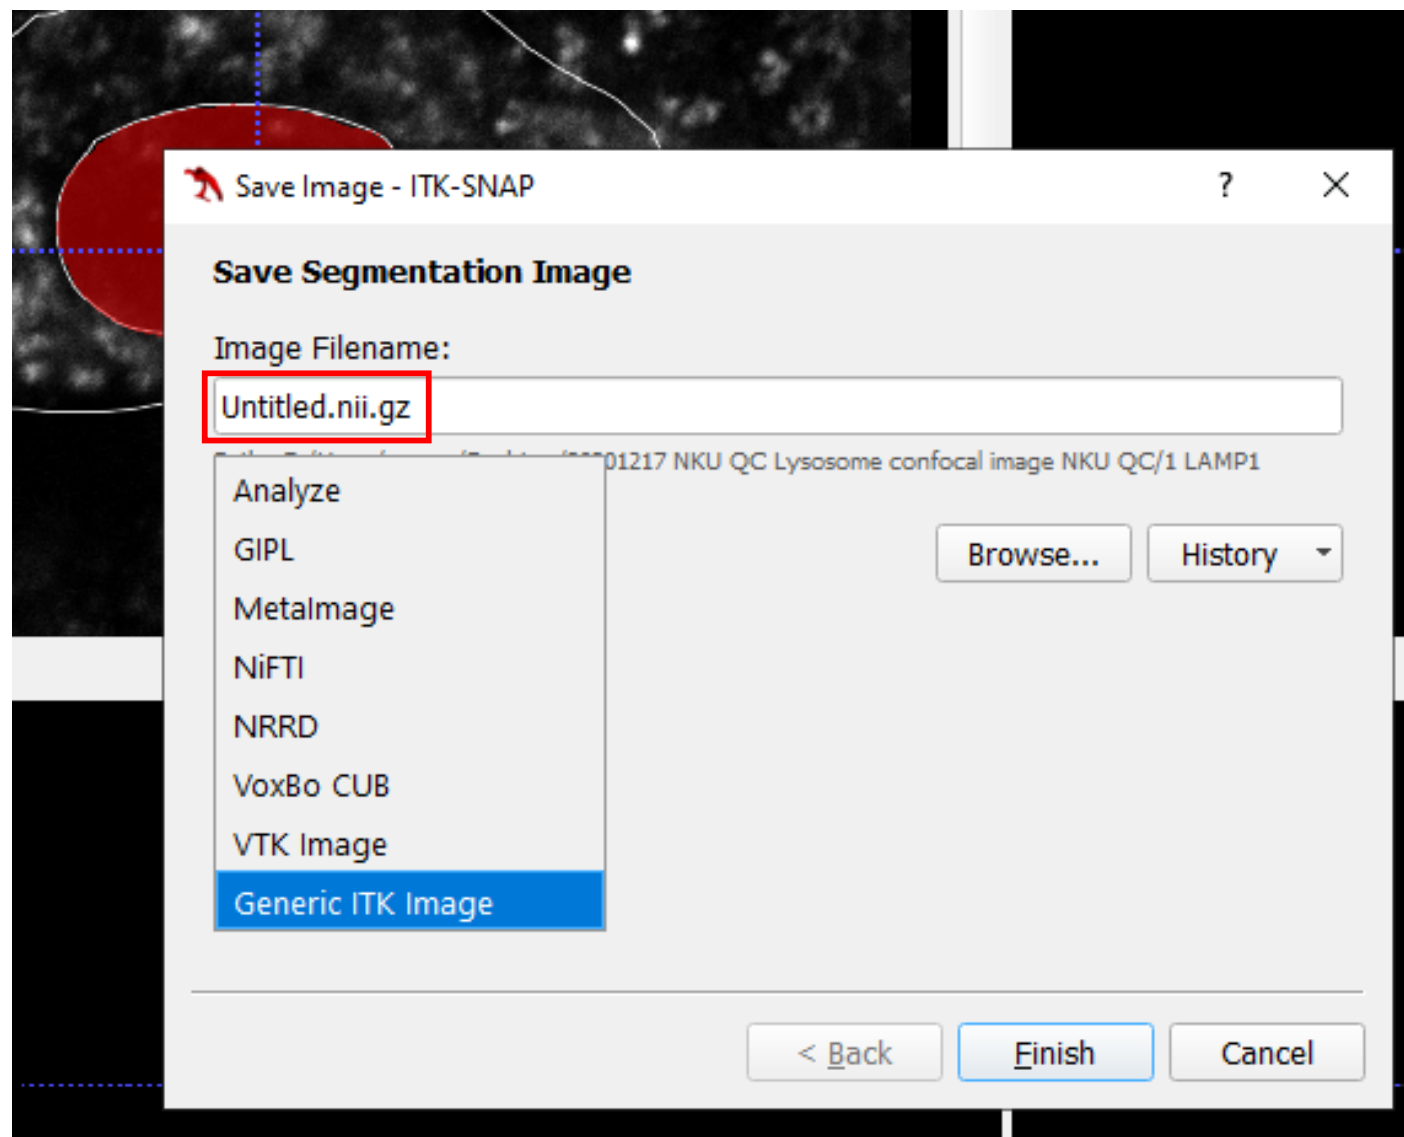 Save Image - ITK-SNAP
?
Save Segmentation Image
Image Filename:
Untitled.nii.gz
01217 NKU QC Lysosome confocal image NKU QC/1 LAMP1
Analyze
GIPL
MetaImage
NiFTI
NRRD
VoxBo CUB
VTK Image
Generic ITK Image
Browse...
History
< Back
Finish
Cancel